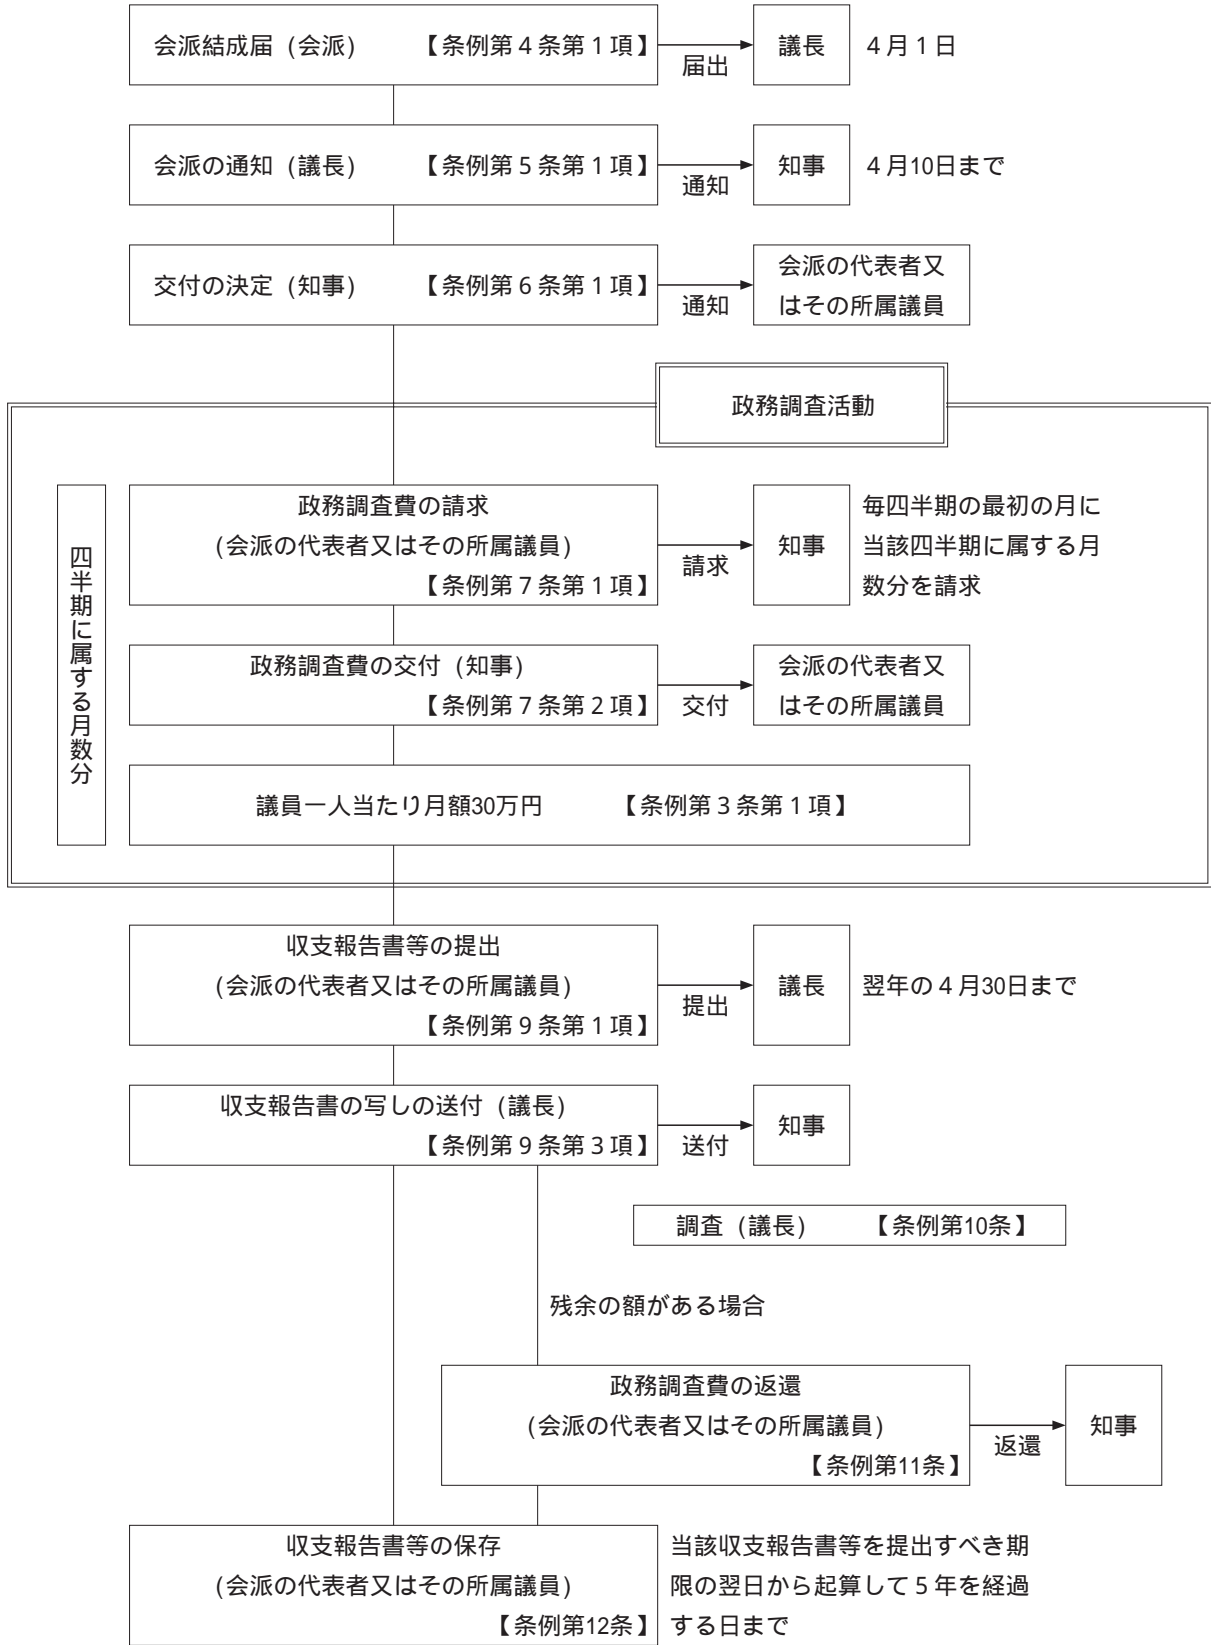 会派結成届（会派）　【条例第４条第１項】
届出
議長
４月１日
会派の通知（議長）　【条例第５条第１項】
通知
知事
４月10日まで
交付の決定（知事）　【条例第６条第１項】
通知
会派の代表者又
はその所属議員
政務調査活動
四半期に属する月数分
政務調査費の請求
（会派の代表者又はその所属議員）
【条例第７条第１項】
請求
知事
毎四半期の最初の月に
当該四半期に属する月
数分を請求
政務調査費の交付（知事）
【条例第７条第２項】
交付
会派の代表者又
はその所属議員
議員一人当たり月額30万円　【条例第３条第１項】
収支報告書等の提出
（会派の代表者又はその所属議員）
【条例第９条第１項】
提出
議長
翌年の４月30日まで
収支報告書の写しの送付（議長）
【条例第９条第３項】
送付
知事
調査（議長）　【条例第10条】
残余の額がある場合
政務調査費の返還
（会派の代表者又はその所属議員）
【条例第11条】
返還
知事
収支報告書等の保存
（会派の代表者又はその所属議員）
【条例第12条】
当該収支報告書等を提出すべき期
限の翌日から起算して５年を経過
する日まで